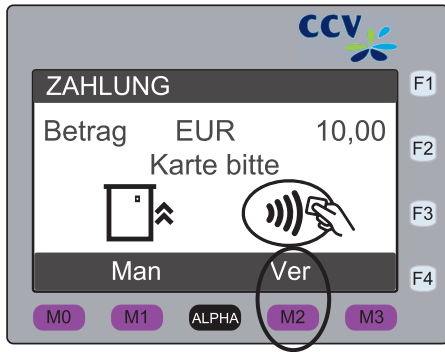 CCV
ZAHLUNG
F1
Betrag EUR 10,00
F2
Karte bitte
F3
Man Ver
F4
M0 M1 ALPHA M2 M3